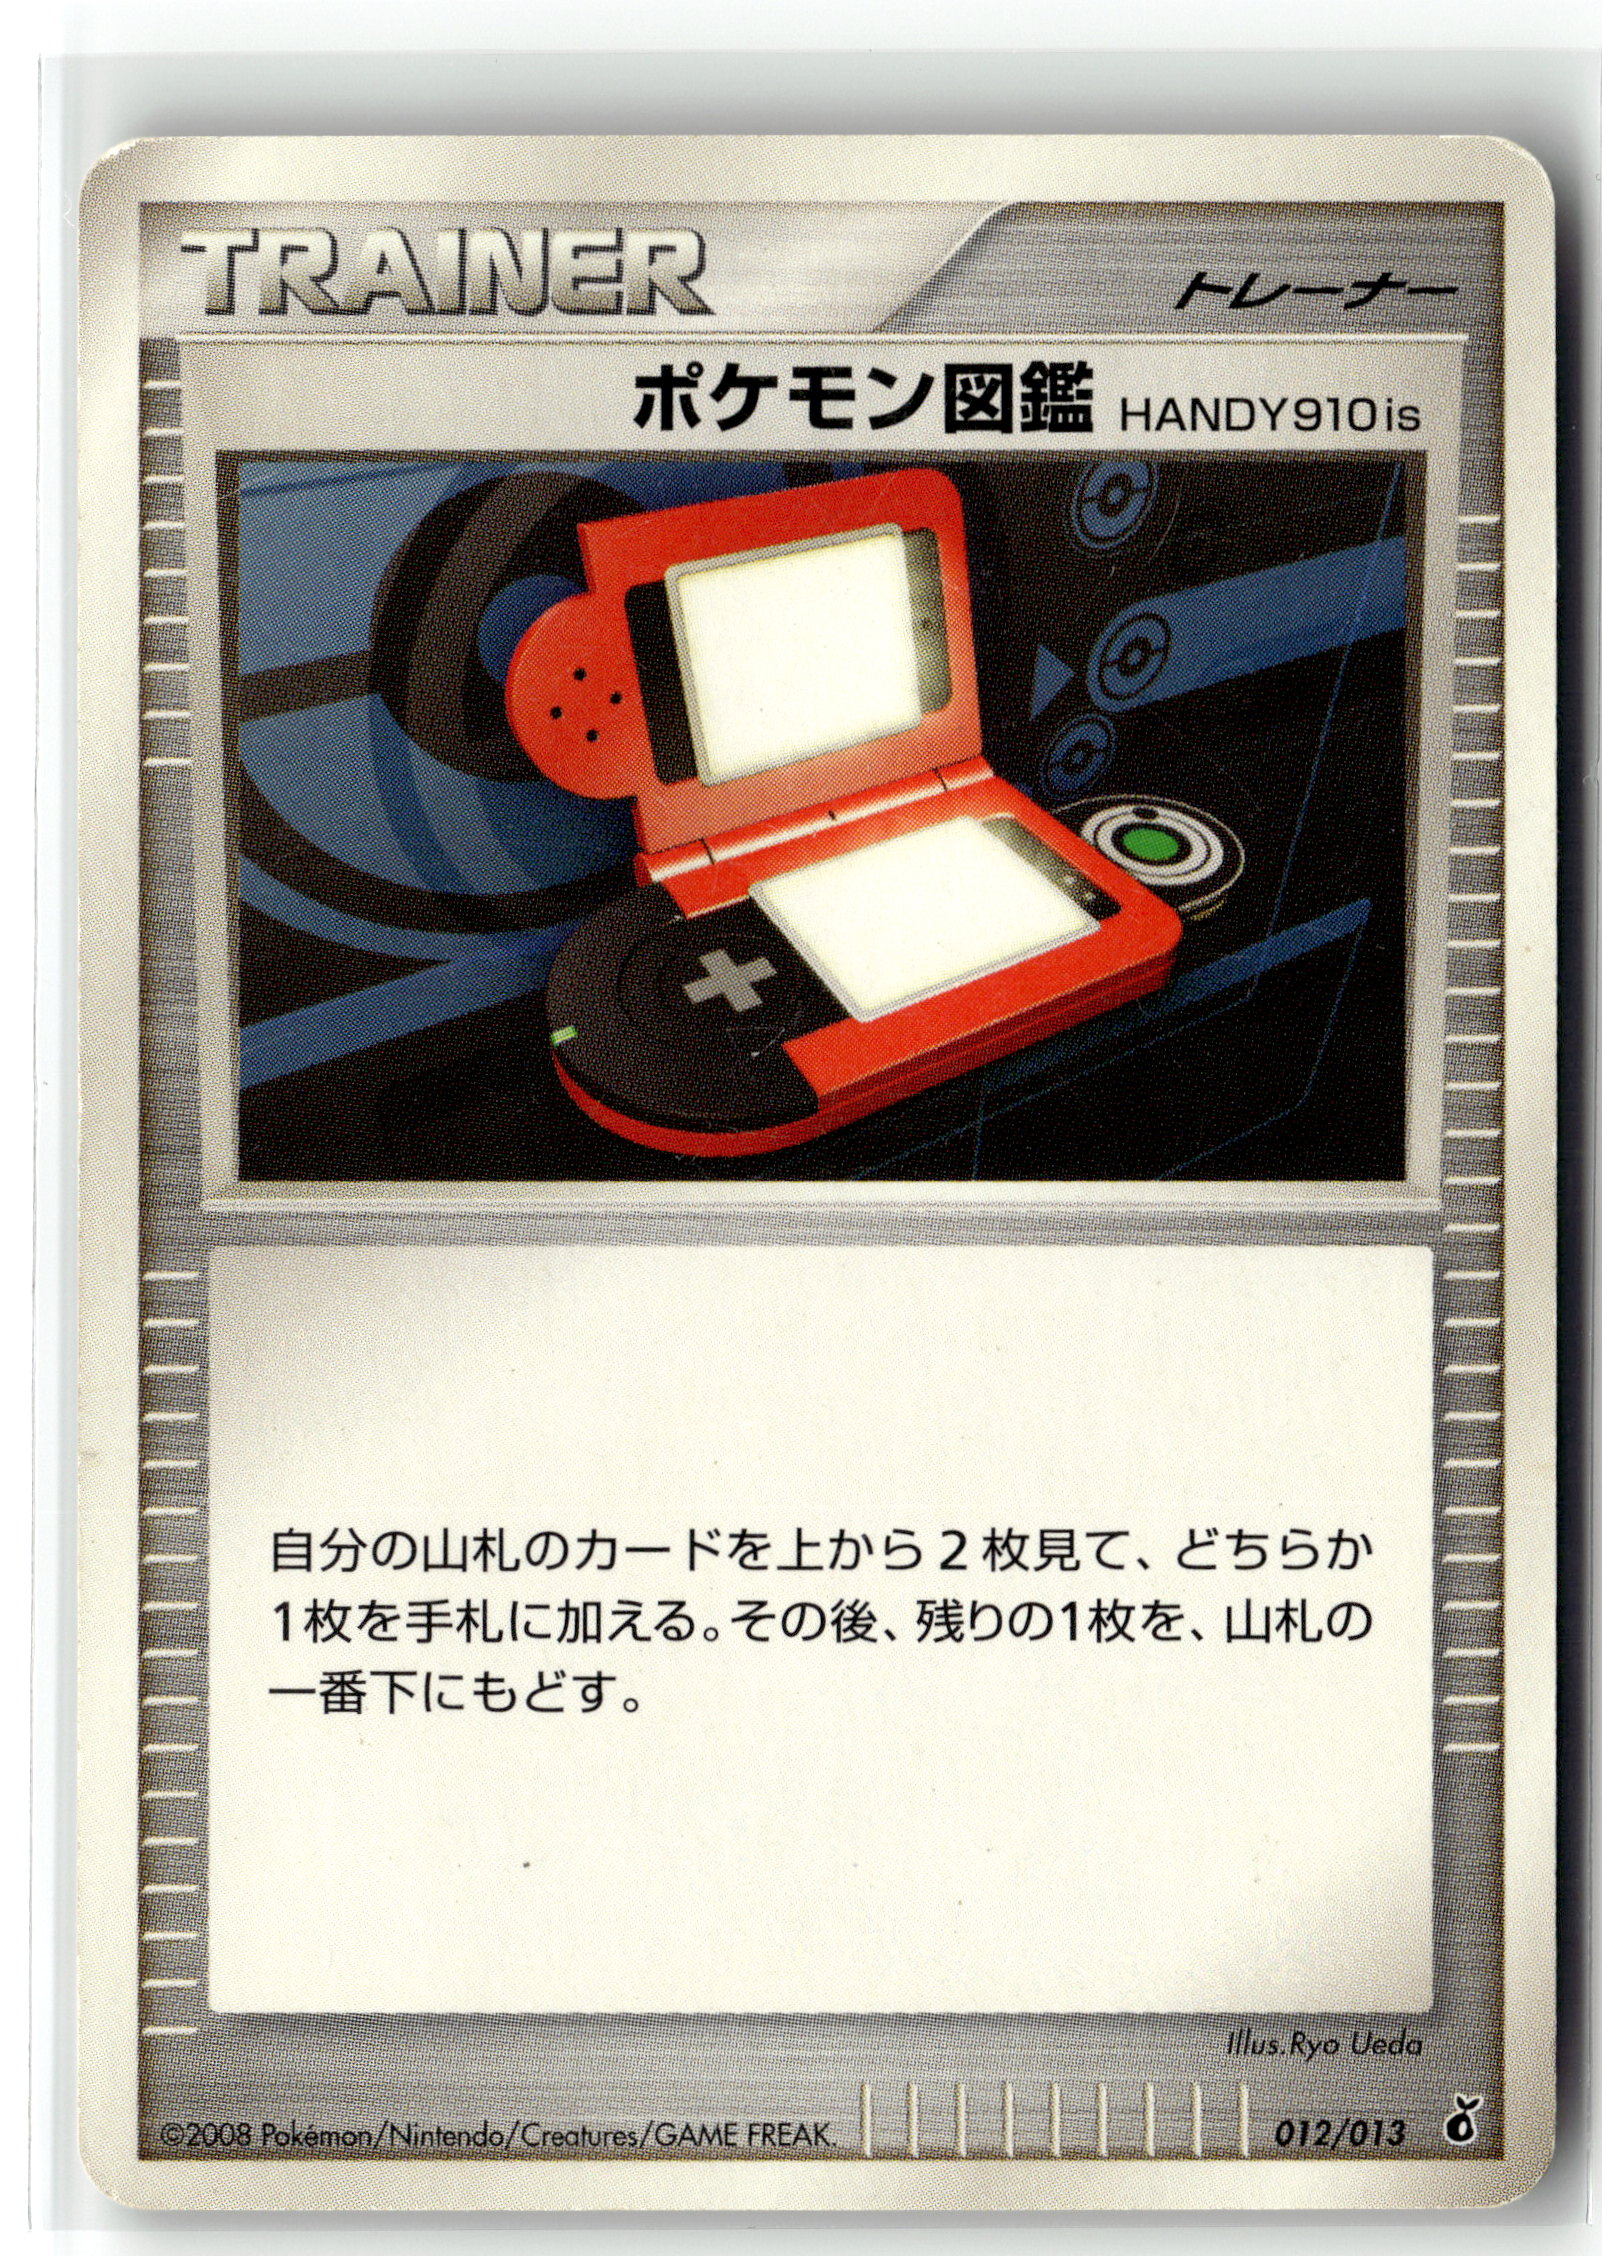 TRAINER
トレーナー
ポケモン図鑑 HANDY910is
自分の山札のカードを上から2枚見て、どちらか
1枚を手札に加える。その後、残りの1枚を、山札の
一番下にもどす。
Illus.Ryo Ueda
©2008 Pokémon/Nintendo/Creatures/GAME FREAK.
012/013